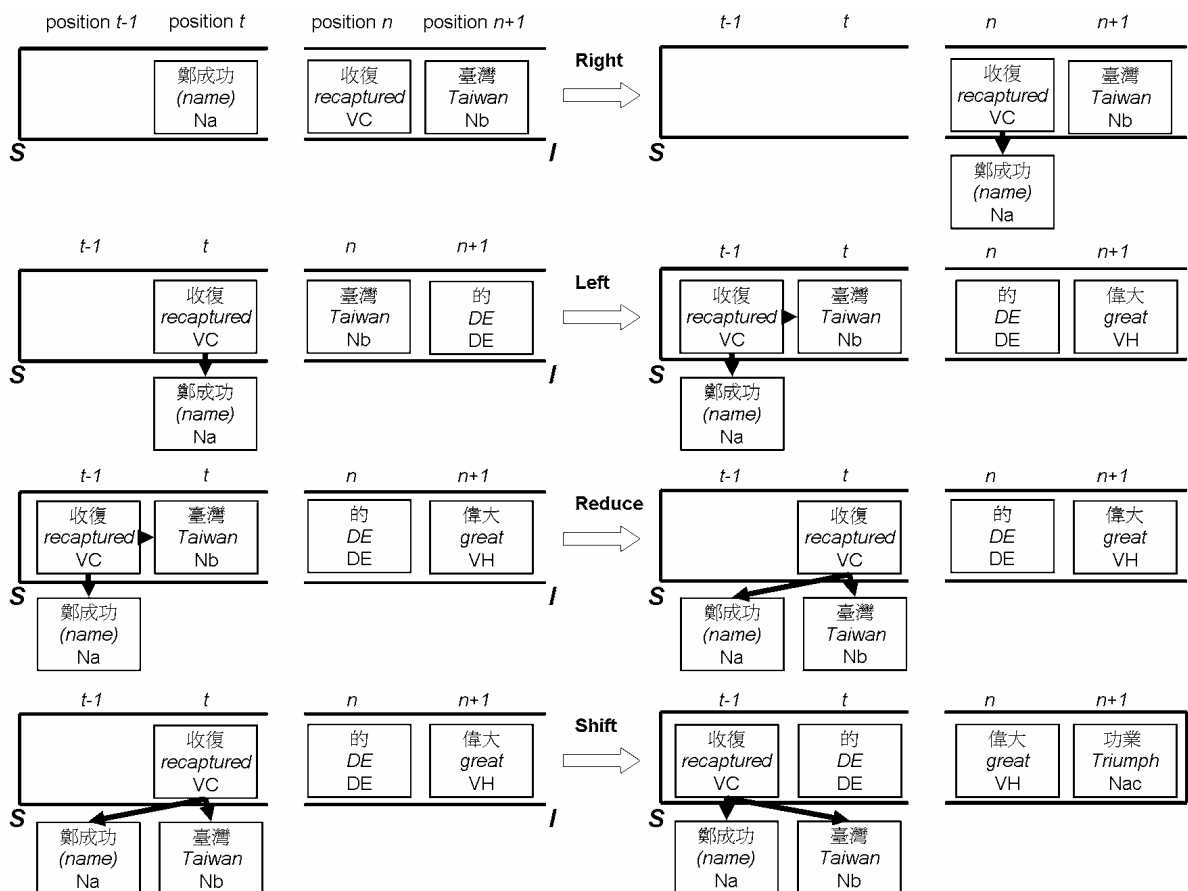 position t-1 position t position n position n+1 t-1 t n n+1
鄭成功 收復 臺灣 Right 收復 臺灣
(name) recaptured Taiwan recaptured Taiwan
Na VC Nb VC Nb
S I S
鄭成功
(name)
Na
t-1 t n n+1 t-1 t n n+1
收復 臺灣 的 Left 收復 臺灣 的 偉大
recaptured Taiwan DE recaptured Taiwan DE great
VC Nb DE VC Nb DE VH
S I S
鄭成功 鄭成功
(name) (name)
Na Na
t-1 t n n+1 t-1 t n n+1
收復 臺灣 的 偉大 Reduce 收復 的 偉大
recaptured Taiwan DE great recaptured DE great
VC Nb DE VH VC DE VH
S I S
鄭成功 鄭成功 臺灣
(name) (name) Taiwan
Na Na Nb
t-1 t n n+1 t-1 t n n+1
收復 的 偉大 Shift 收復 的 偉大 功業
recaptured DE great recaptured DE great Triumph
VC DE VH VC DE VH Nac
S I S
鄭成功 臺灣 鄭成功 臺灣
(name) Taiwan (name) Taiwan
Na Nb Na Nb